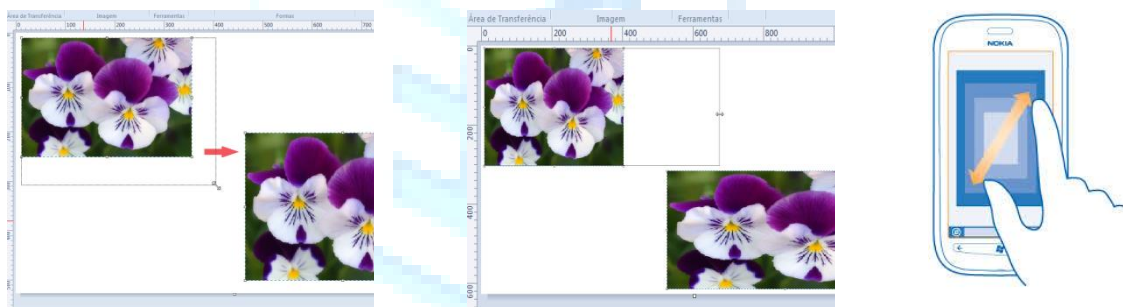 Área de Transferência Imagem Ferramentas Formas
0 100 200 300 400 500 600 700
Área de Transferência Imagem Ferramentas
0 200 400 600 800
200
400
600
NOKIA